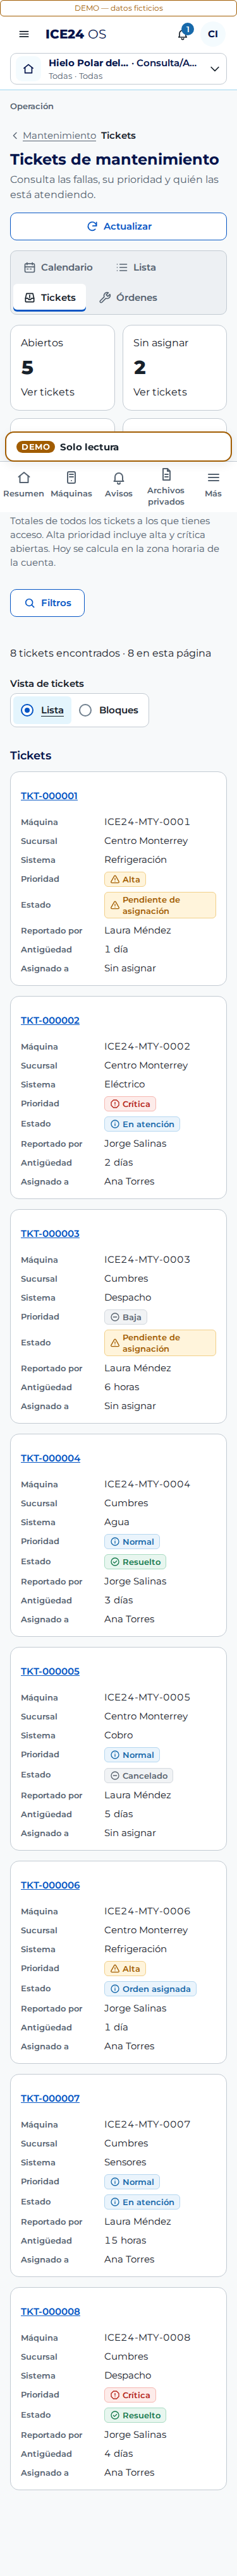 DEMO — datos ficticios
ICE24 OS
1
CI
Hielo Polar del... · Consulta/A...
Todas · Todas
Operación
Mantenimiento Tickets
Tickets de mantenimiento
Consulta las fallas, su prioridad y quién las
está atendiendo.
Actualizar
Calendario Lista
Tickets Órdenes
Abiertos Sin asignar
5 2
Ver tickets Ver tickets
DEMO Solo lectura
Resumen Máquinas Avisos Archivos privados Más
Totales de todos los tickets a los que tienes
acceso. Alta prioridad incluye alta y crítica
abiertas. Hoy se calcula en la zona horaria de
la cuenta.
Filtros
8 tickets encontrados · 8 en esta página
Vista de tickets
Lista Bloques
Tickets
TKT-000001
Máquina ICE24-MTY-0001
Sucursal Centro Monterrey
Sistema Refrigeración
Prioridad Alta
Estado Pendiente de asignación
Reportado por Laura Méndez
Antigüedad 1 día
Asignado a Sin asignar
TKT-000002
Máquina ICE24-MTY-0002
Sucursal Centro Monterrey
Sistema Eléctrico
Prioridad Crítica
Estado En atención
Reportado por Jorge Salinas
Antigüedad 2 días
Asignado a Ana Torres
TKT-000003
Máquina ICE24-MTY-0003
Sucursal Cumbres
Sistema Despacho
Prioridad Baja
Estado Pendiente de asignación
Reportado por Laura Méndez
Antigüedad 6 horas
Asignado a Sin asignar
TKT-000004
Máquina ICE24-MTY-0004
Sucursal Cumbres
Sistema Agua
Prioridad Normal
Estado Resuelto
Reportado por Jorge Salinas
Antigüedad 3 días
Asignado a Ana Torres
TKT-000005
Máquina ICE24-MTY-0005
Sucursal Centro Monterrey
Sistema Cobro
Prioridad Normal
Estado Cancelado
Reportado por Laura Méndez
Antigüedad 5 días
Asignado a Sin asignar
TKT-000006
Máquina ICE24-MTY-0006
Sucursal Centro Monterrey
Sistema Refrigeración
Prioridad Alta
Estado Orden asignada
Reportado por Jorge Salinas
Antigüedad 1 día
Asignado a Ana Torres
TKT-000007
Máquina ICE24-MTY-0007
Sucursal Cumbres
Sistema Sensores
Prioridad Normal
Estado En atención
Reportado por Laura Méndez
Antigüedad 15 horas
Asignado a Ana Torres
TKT-000008
Máquina ICE24-MTY-0008
Sucursal Cumbres
Sistema Despacho
Prioridad Crítica
Estado Resuelto
Reportado por Jorge Salinas
Antigüedad 4 días
Asignado a Ana Torres